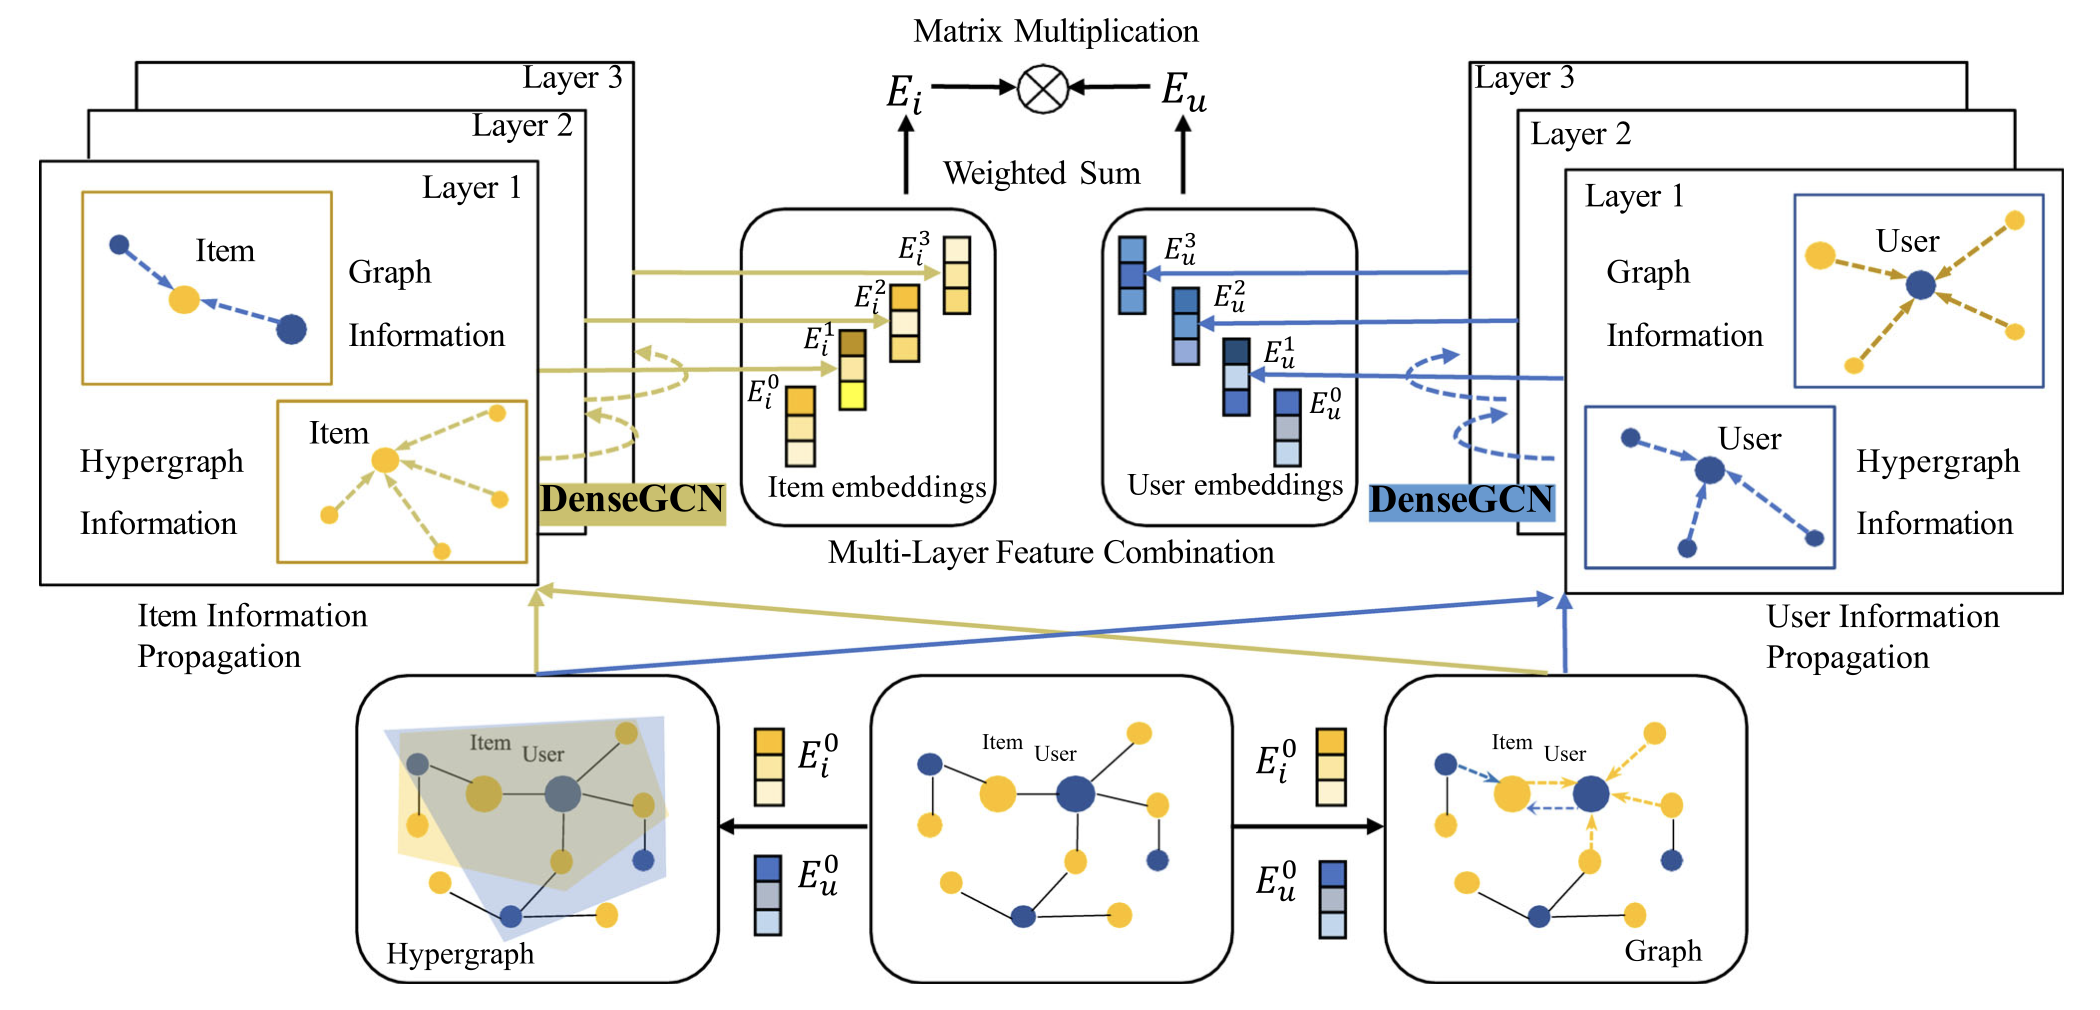 Matrix Multiplication
E_i
E_u
Weighted Sum
Layer 3
Layer 2
Layer 1
Item
Graph
Information
Item
Hypergraph
Information
DenseGCN
Item Information
Propagation
E_i^3
E_i^2
E_i^1
E_i^0
Item embeddings
E_u^3
E_u^2
E_u^1
E_u^0
User embeddings
Multi-Layer Feature Combination
Layer 3
Layer 2
Layer 1
User
Graph
Information
User
Hypergraph
Information
DenseGCN
User Information
Propagation
Item
User
Hypergraph
E_i^0
E_u^0
Item
User
E_i^0
E_u^0
Item
User
Graph